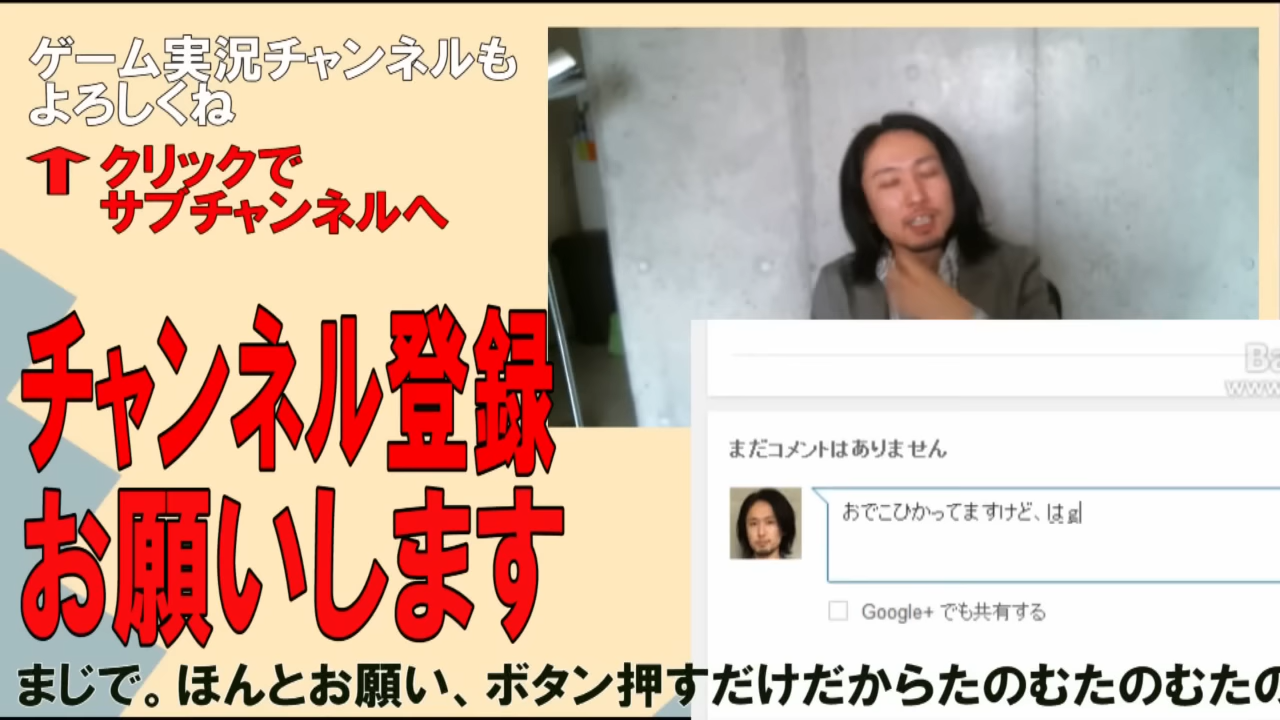 ゲーム実況チャンネルも
よろしくね
クリックで
サブチャンネルへ
チャンネル登録
お願いします
まだコメントはありません
おでこひかってますけど、はg
Google+ でも共有する
まじで。ほんとお願い、ボタン押すだけだからたのむたのむたの